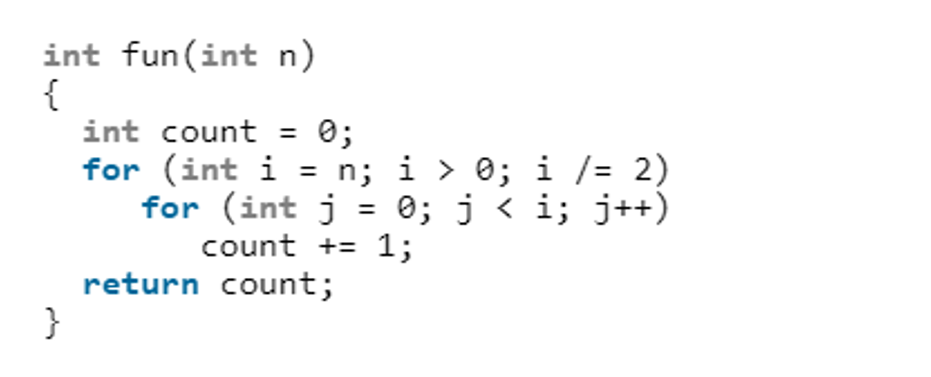 int fun(int n)
{
  int count = 0;
  for (int i = n; i > 0; i /= 2)
     for (int j = 0; j < i; j++)
        count += 1;
  return count;
}